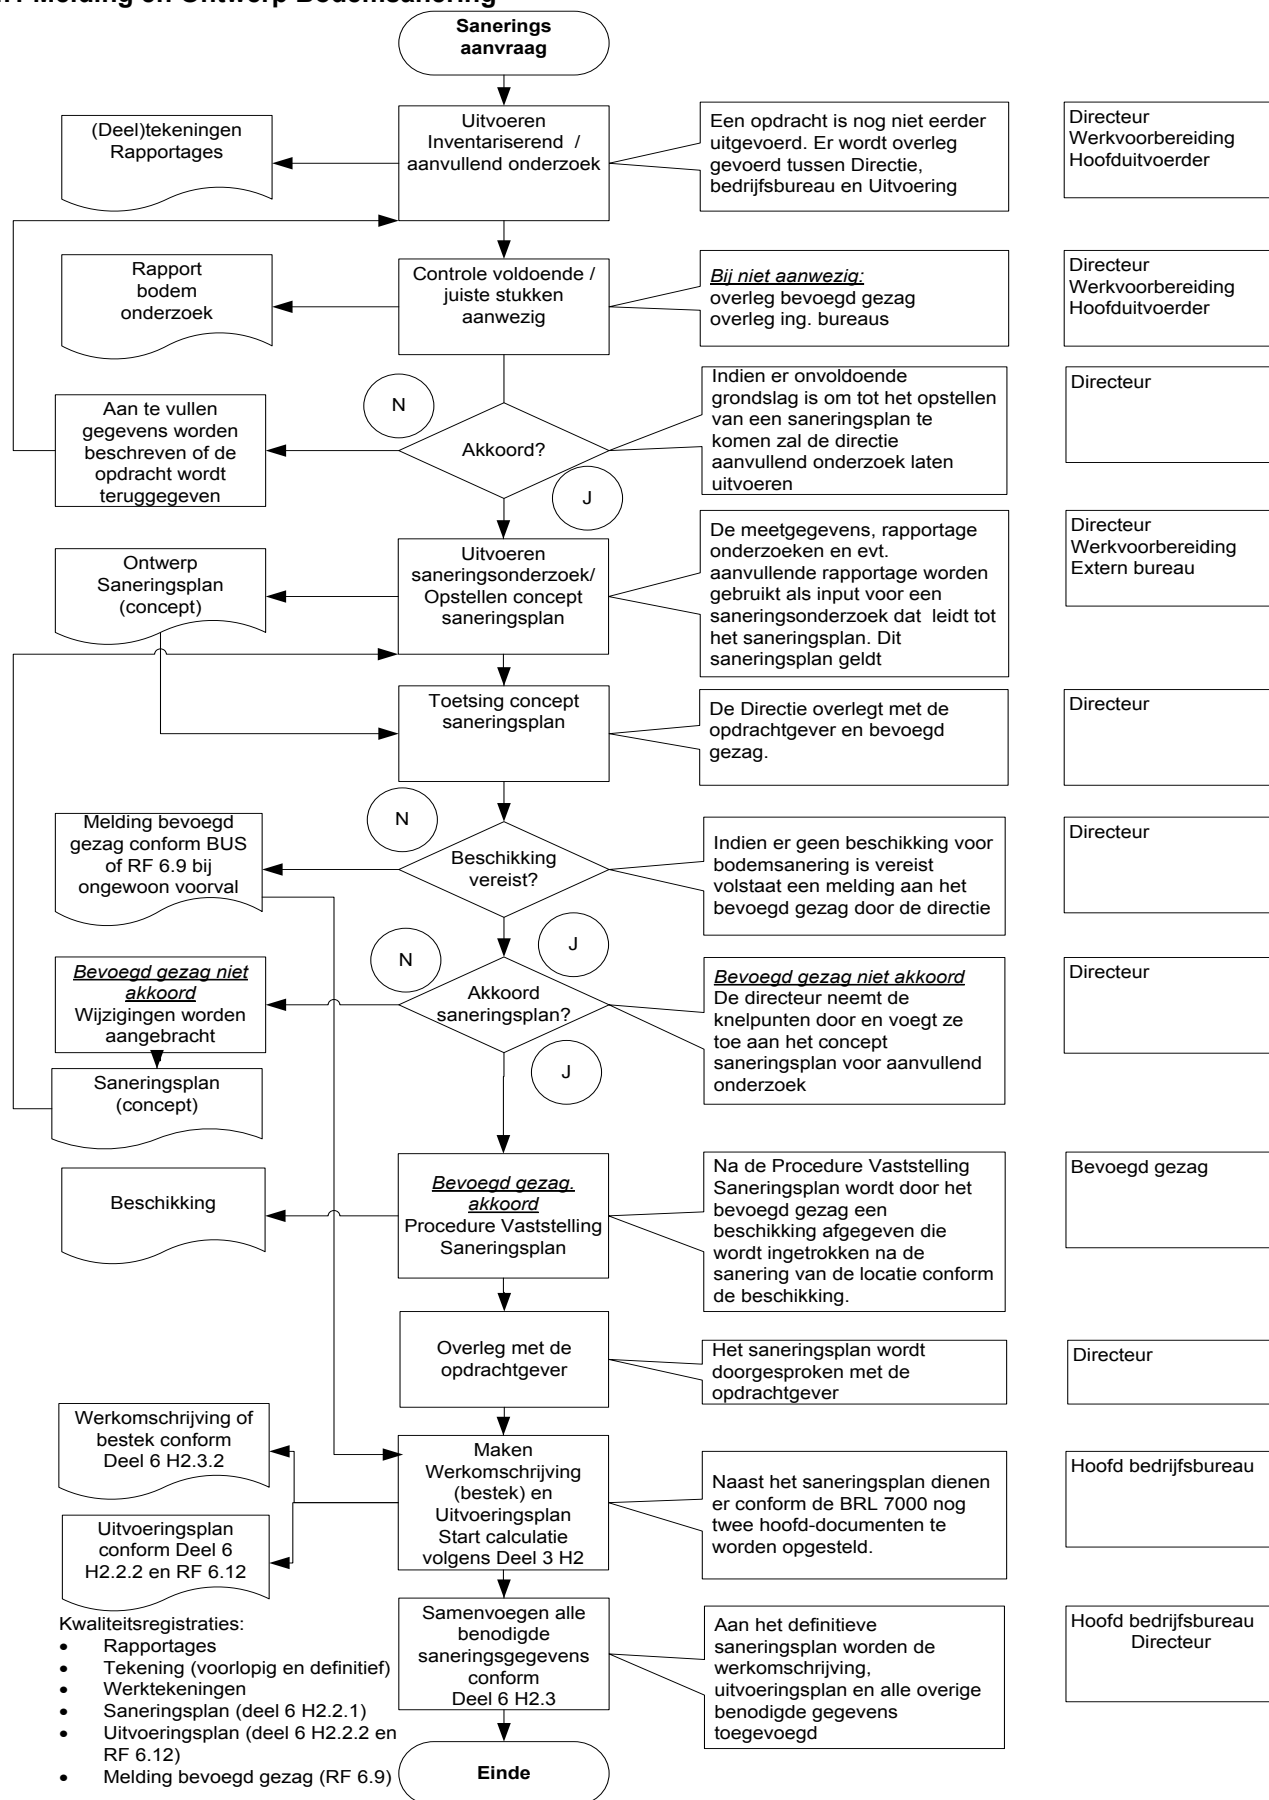 Melding en Ontwerp Bodemsanering
Sanerings
aanvraag
(Deel)tekeningen
Rapportages
Uitvoeren
Inventariserend /
aanvullend onderzoek
Een opdracht is nog niet eerder
uitgevoerd. Er wordt overleg
gevoerd tussen Directie,
bedrijfsbureau en Uitvoering
Directeur
Werkvoorbereiding
Hoofduitvoerder
Rapport
bodem
onderzoek
Controle voldoende /
juiste stukken
aanwezig
Bij niet aanwezig:
overleg bevoegd gezag
overleg ing. bureaus
Directeur
Werkvoorbereiding
Hoofduitvoerder
Aan te vullen
gegevens worden
beschreven of de
opdracht wordt
teruggegeven
N
Akkoord?
J
Indien er onvoldoende
grondslag is om tot het opstellen
van een saneringsplan te
komen zal de directie
aanvullend onderzoek laten
uitvoeren
Directeur
Ontwerp
Saneringsplan
(concept)
Uitvoeren
saneringsonderzoek/
Opstellen concept
saneringsplan
De meetgegevens, rapportage
onderzoeken en evt.
aanvullende rapportage worden
gebruikt als input voor een
saneringsonderzoek dat  leidt tot
het saneringsplan. Dit
saneringsplan geldt
Directeur
Werkvoorbereiding
Extern bureau
Toetsing concept
saneringsplan
De Directie overlegt met de
opdrachtgever en bevoegd
gezag.
Directeur
Melding bevoegd
gezag conform BUS
of RF 6.9 bij
ongewoon voorval
N
Beschikking
vereist?
J
Indien er geen beschikking voor
bodemsanering is vereist
volstaat een melding aan het
bevoegd gezag door de directie
Directeur
Bevoegd gezag niet
akkoord
Wijzigingen worden
aangebracht
N
Akkoord
saneringsplan?
J
Bevoegd gezag niet akkoord
De directeur neemt de
knelpunten door en voegt ze
toe aan het concept
saneringsplan voor aanvullend
onderzoek
Directeur
Saneringsplan
(concept)
Beschikking
Bevoegd gezag.
akkoord
Procedure Vaststelling
Saneringsplan
Na de Procedure Vaststelling
Saneringsplan wordt door het
bevoegd gezag een
beschikking afgegeven die
wordt ingetrokken na de
sanering van de locatie conform
de beschikking.
Bevoegd gezag
Overleg met de
opdrachtgever
Het saneringsplan wordt
doorgesproken met de
opdrachtgever
Directeur
Werkomschrijving of
bestek conform
Deel 6 H2.3.2
Uitvoeringsplan
conform Deel 6
H2.2.2 en RF 6.12
Maken
Werkomschrijving
(bestek) en
Uitvoeringsplan
Start calculatie
volgens Deel 3 H2
Naast het saneringsplan dienen
er conform de BRL 7000 nog
twee hoofd-documenten te
worden opgesteld.
Hoofd bedrijfsbureau
Samenvoegen alle
benodigde
saneringsgegevens
conform
Deel 6 H2.3
Aan het definitieve
saneringsplan worden de
werkomschrijving,
uitvoeringsplan en alle overige
benodigde gegevens
toegevoegd
Hoofd bedrijfsbureau
Directeur
Kwaliteitsregistraties:
• Rapportages
• Tekening (voorlopig en definitief)
• Werktekeningen
• Saneringsplan (deel 6 H2.2.1)
• Uitvoeringsplan (deel 6 H2.2.2 en
RF 6.12)
• Melding bevoegd gezag (RF 6.9)
Einde